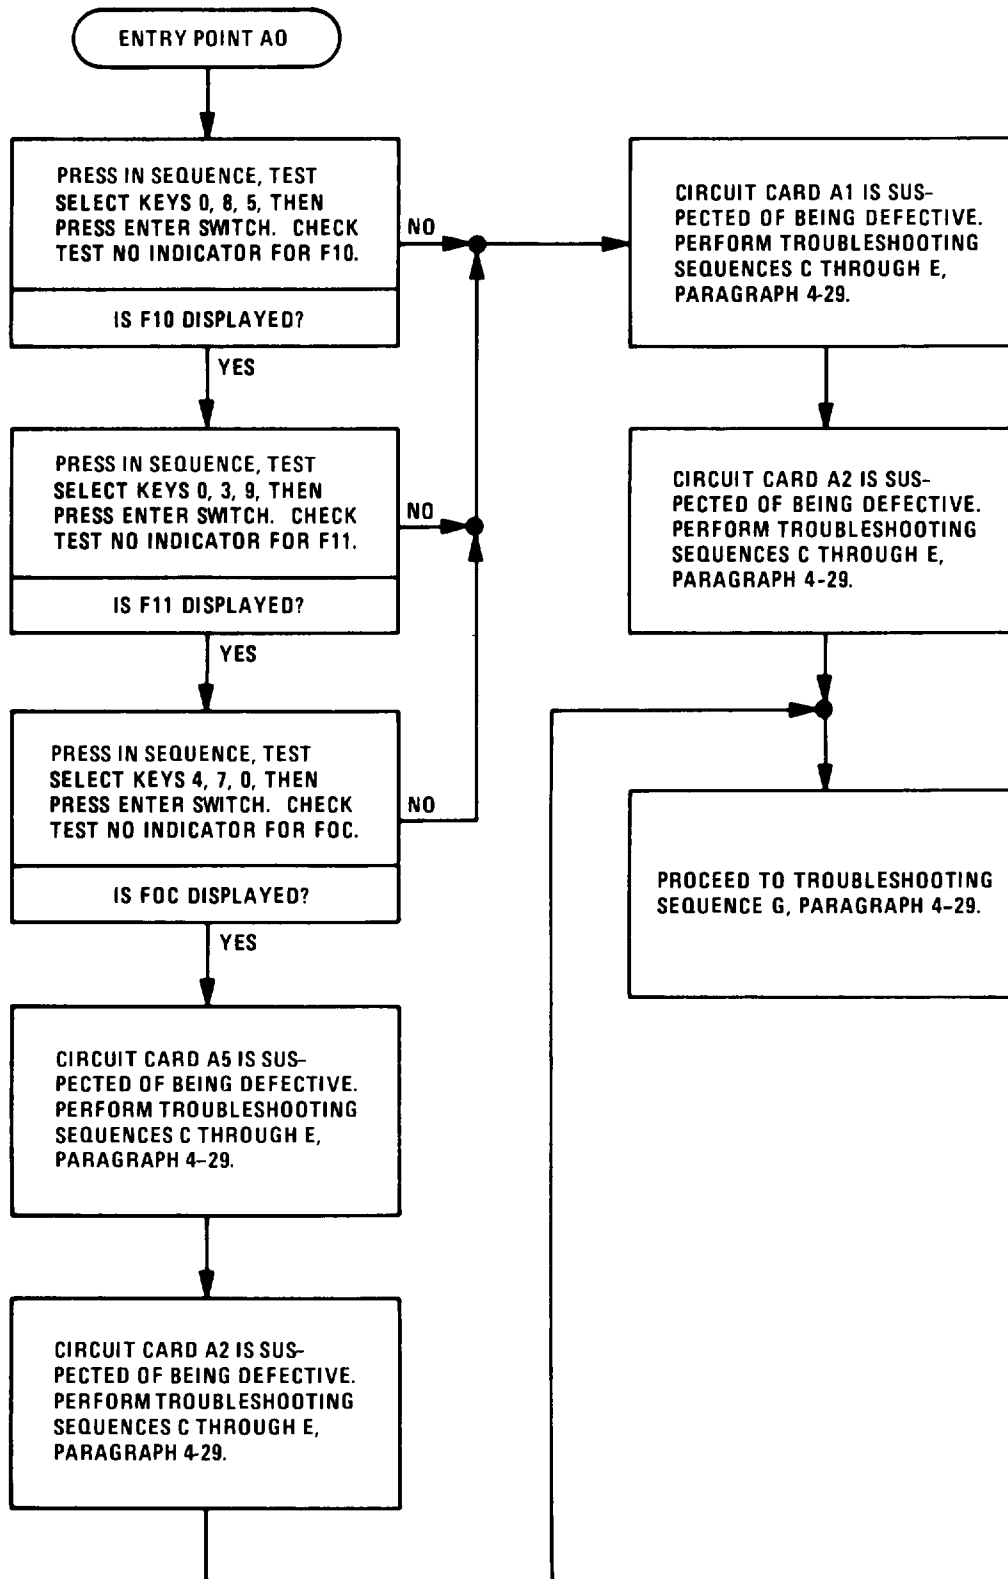 ENTRY POINT AO
PRESS IN SEQUENCE, TEST
SELECT KEYS 0, 8, 5, THEN
PRESS ENTER SWITCH. CHECK
TEST NO INDICATOR FOR F10.
IS F10 DISPLAYED?
NO
YES
PRESS IN SEQUENCE, TEST
SELECT KEYS 0, 3, 9, THEN
PRESS ENTER SWITCH. CHECK
TEST NO INDICATOR FOR F11.
IS F11 DISPLAYED?
NO
YES
PRESS IN SEQUENCE, TEST
SELECT KEYS 4, 7, 0, THEN
PRESS ENTER SWITCH. CHECK
TEST NO INDICATOR FOR FOC.
IS FOC DISPLAYED?
NO
YES
CIRCUIT CARD A5 IS SUS-
PECTED OF BEING DEFECTIVE.
PERFORM TROUBLESHOOTING
SEQUENCES C THROUGH E,
PARAGRAPH 4-29.
CIRCUIT CARD A2 IS SUS-
PECTED OF BEING DEFECTIVE.
PERFORM TROUBLESHOOTING
SEQUENCES C THROUGH E,
PARAGRAPH 4-29.
CIRCUIT CARD A1 IS SUS-
PECTED OF BEING DEFECTIVE.
PERFORM TROUBLESHOOTING
SEQUENCES C THROUGH E,
PARAGRAPH 4-29.
CIRCUIT CARD A2 IS SUS-
PECTED OF BEING DEFECTIVE.
PERFORM TROUBLESHOOTING
SEQUENCES C THROUGH E,
PARAGRAPH 4-29.
PROCEED TO TROUBLESHOOTING
SEQUENCE G, PARAGRAPH 4-29.